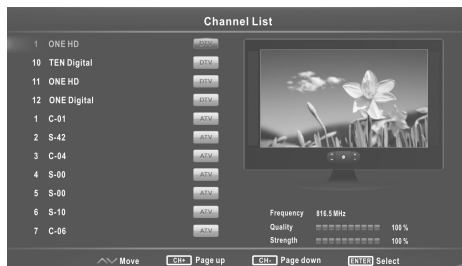 Channel List
1 ONE HD DTV
10 TEN Digital DTV
11 ONE HD DTV
12 ONE Digital DTV
1 C-01 ATV
2 S-42 ATV
3 C-04 ATV
4 S-00 ATV
5 S-00 ATV
6 S-10 ATV
7 C-06 ATV
Frequency 816.5 MHz
Quality 100 %
Strength 100 %
Move CH+ Page up CH- Page down ENTER Select